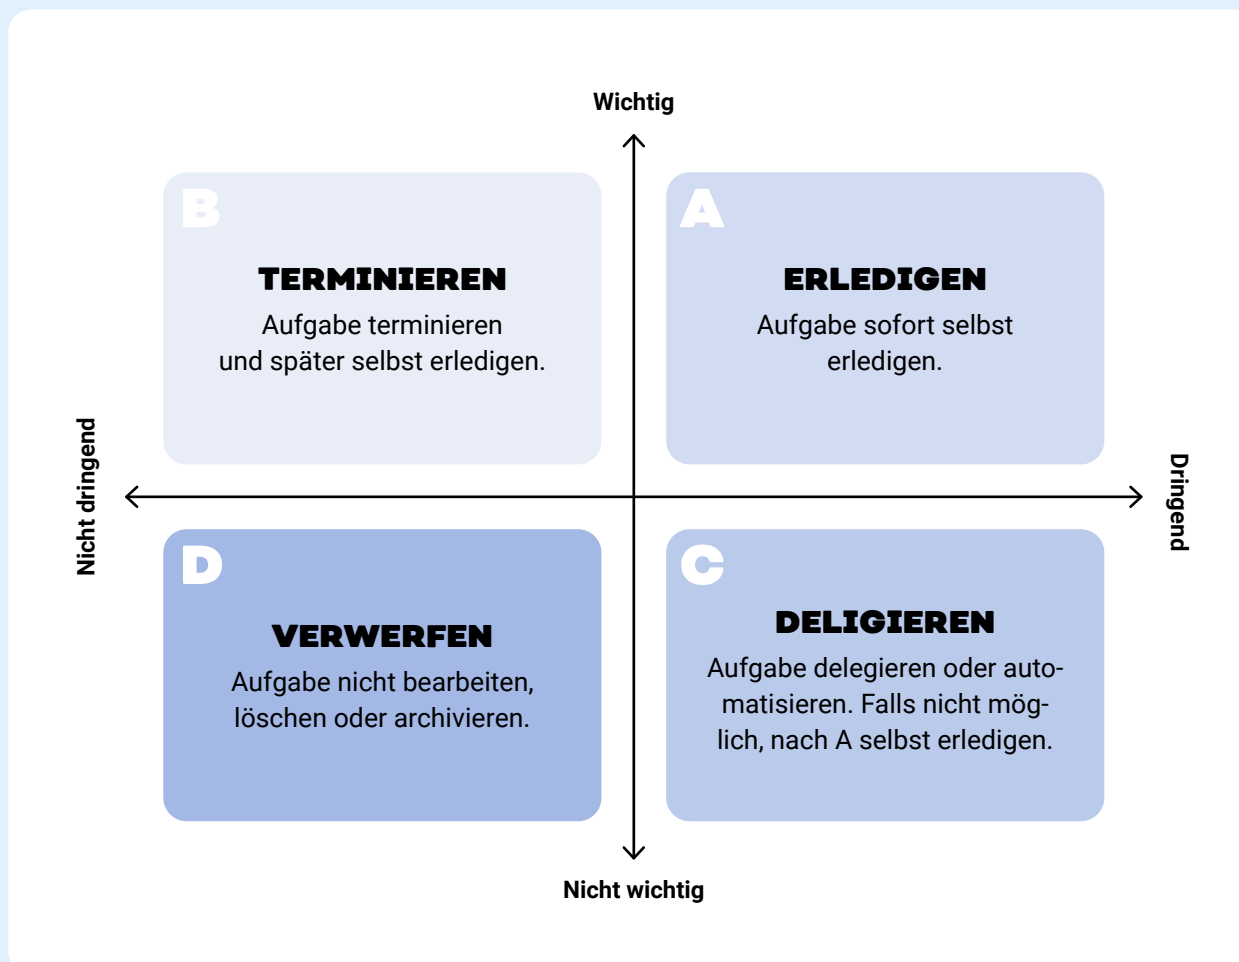 Wichtig
B
TERMINIEREN
Aufgabe terminieren
und später selbst erledigen.
A
ERLEDIGEN
Aufgabe sofort selbst
erledigen.
Nicht dringend
Dringend
D
VERWERFEN
Aufgabe nicht bearbeiten,
löschen oder archivieren.
C
DELIGIEREN
Aufgabe delegieren oder auto-
matisieren. Falls nicht mög-
lich, nach A selbst erledigen.
Nicht wichtig